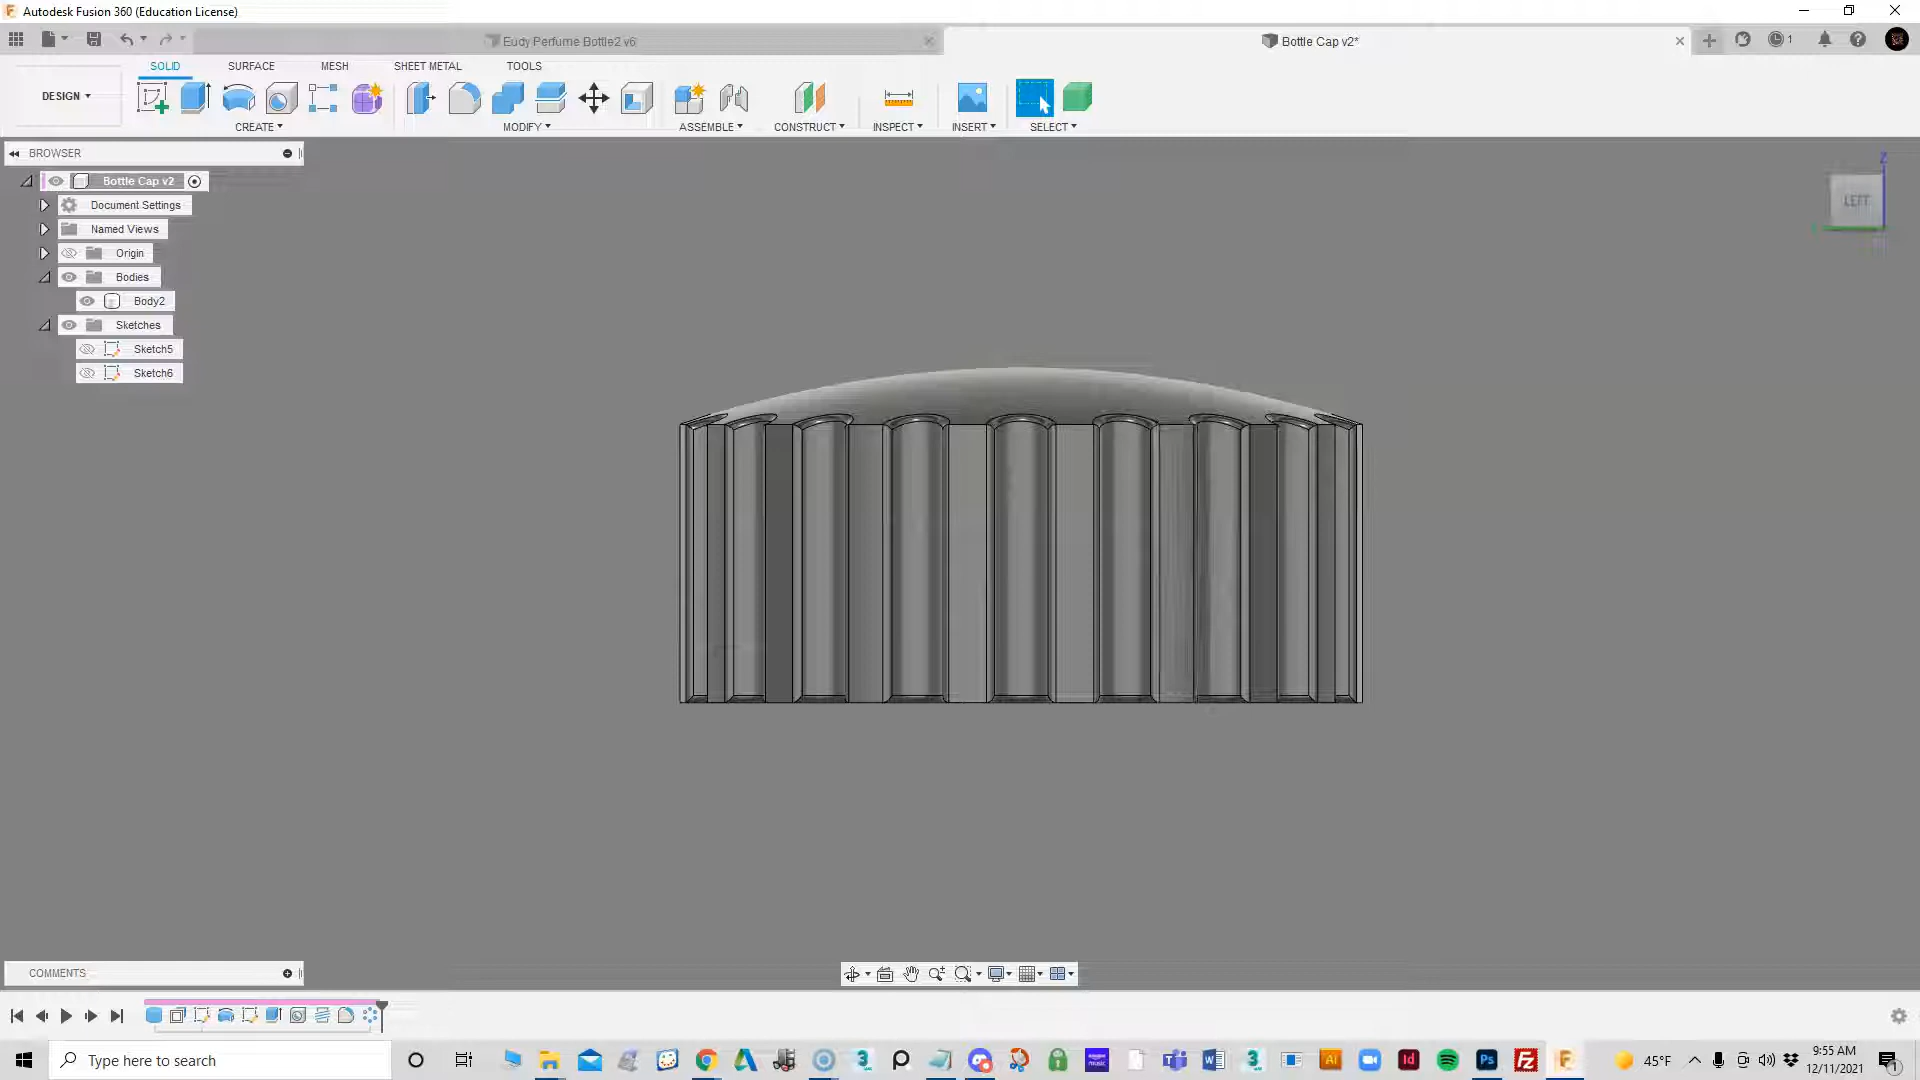 Autodesk Fusion 360 (Education License)
Eudy Perfume Bottle2 v6
Bottle Cap v2*
1
SOLID SURFACE MESH SHEET METAL TOOLS
DESIGN
CREATE MODIFY ASSEMBLE CONSTRUCT INSPECT INSERT SELECT
BROWSER
Bottle Cap v2
Document Settings
Named Views
Origin
Bodies
Body2
Sketches
Sketch5
Sketch6
Z
LEFT
COMMENTS
Type here to search
45°F
9:55 AM
12/11/2021